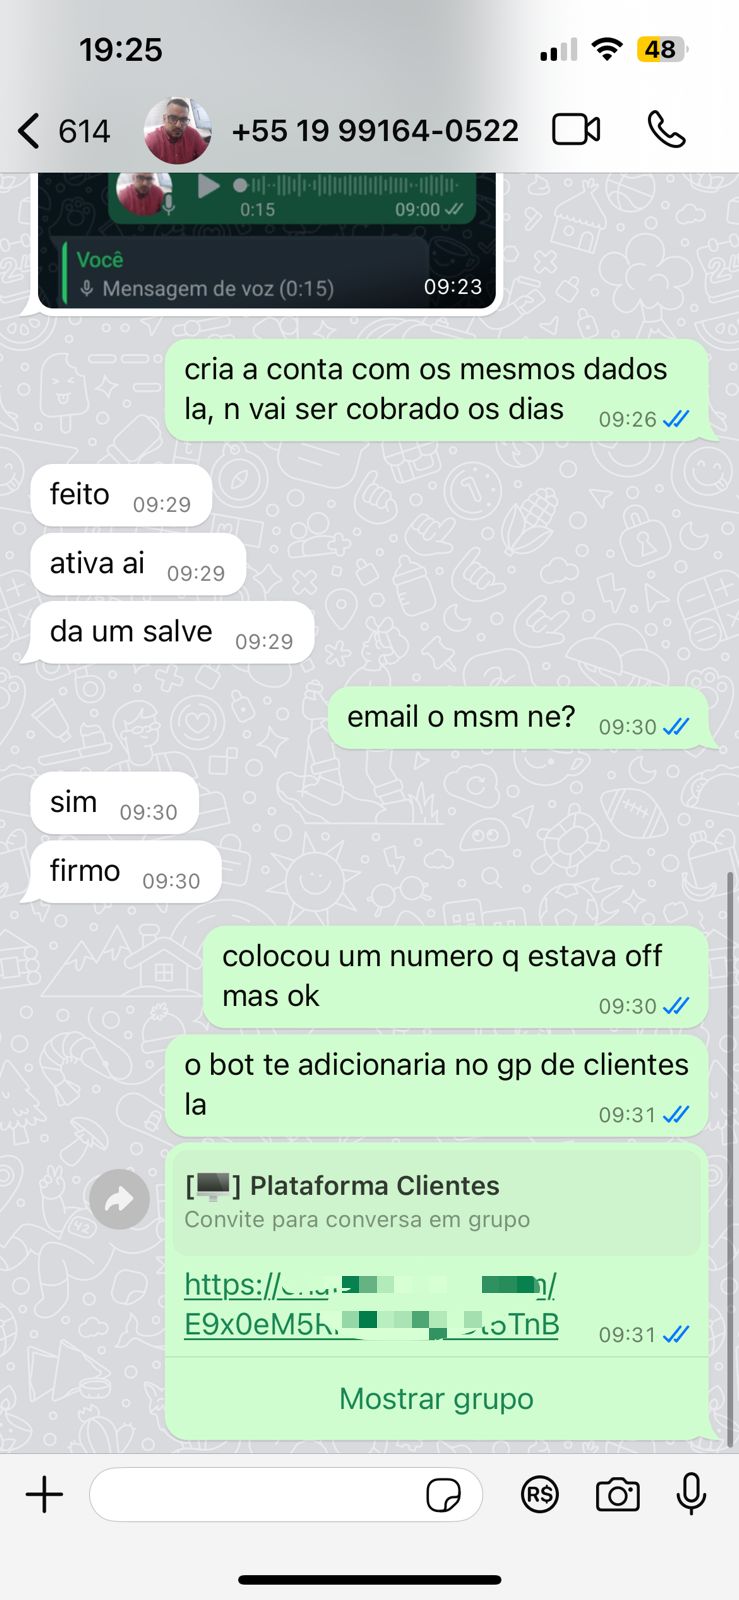 19:25
48
614
+55 19 99164-0522
0:15
09:00
Você
Mensagem de voz (0:15)
09:23
cria a conta com os mesmos dados
la, n vai ser cobrado os dias
09:26
feito
09:29
ativa ai
09:29
da um salve
09:29
email o msm ne?
09:30
sim
09:30
firmo
09:30
colocou um numero q estava off
mas ok
09:30
o bot te adicionaria no gp de clientes
la
09:31
[🖥️] Plataforma Clientes
Convite para conversa em grupo
https://
E9x0eM5
5TnB
09:31
Mostrar grupo
R$